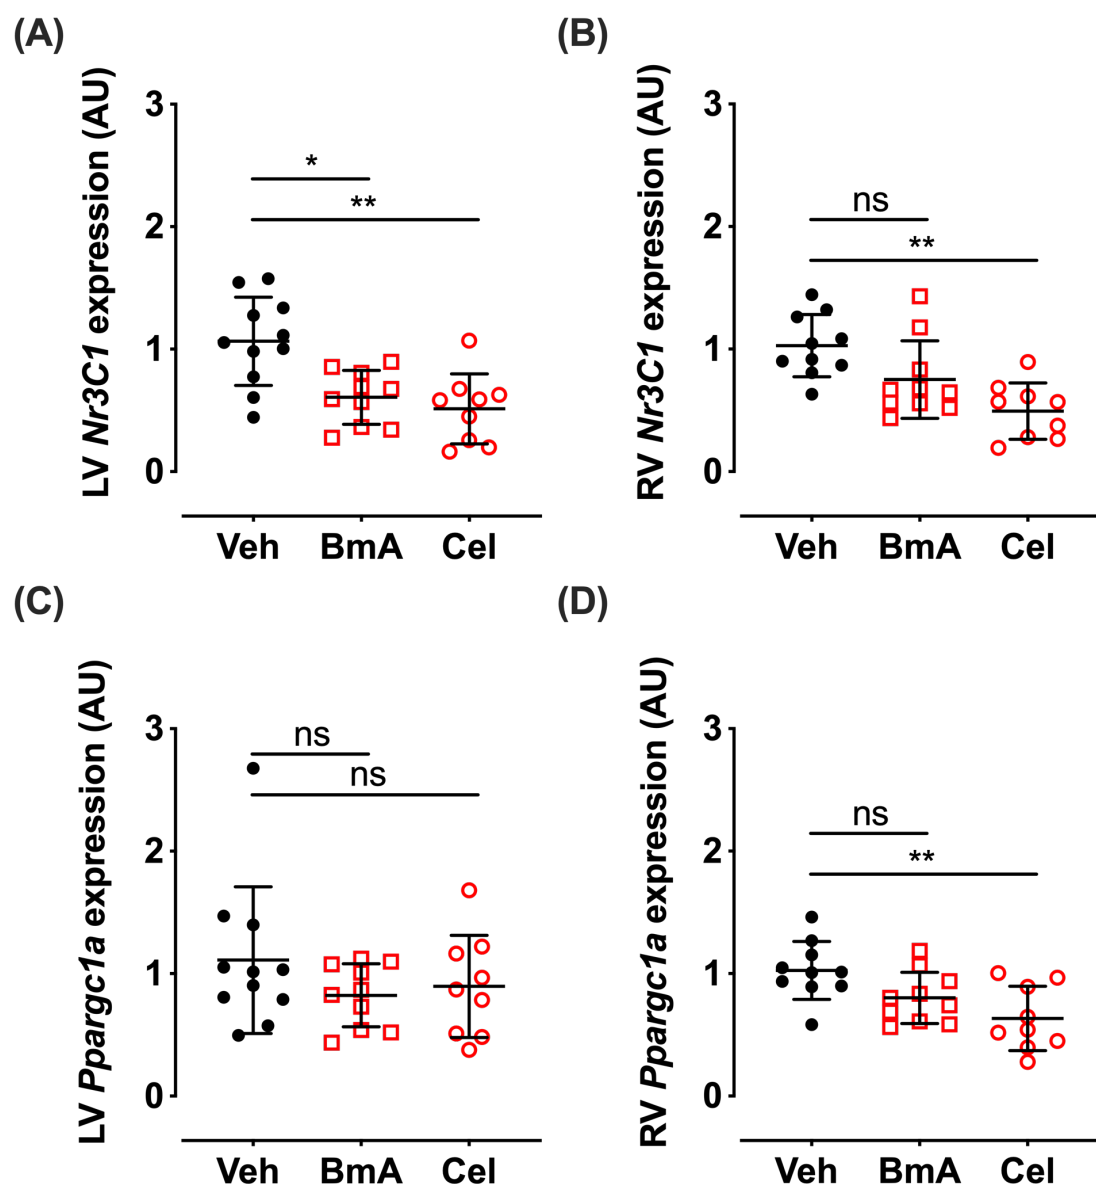 (A)
LV Nr3C1 expression (AU)
3
2
1
0
*
**
Veh BmA Cel
(B)
RV Nr3C1 expression (AU)
3
2
1
0
ns
**
Veh BmA Cel
(C)
LV Ppargc1a expression (AU)
3
2
1
0
ns
ns
Veh BmA Cel
(D)
RV Ppargc1a expression (AU)
3
2
1
0
ns
**
Veh BmA Cel